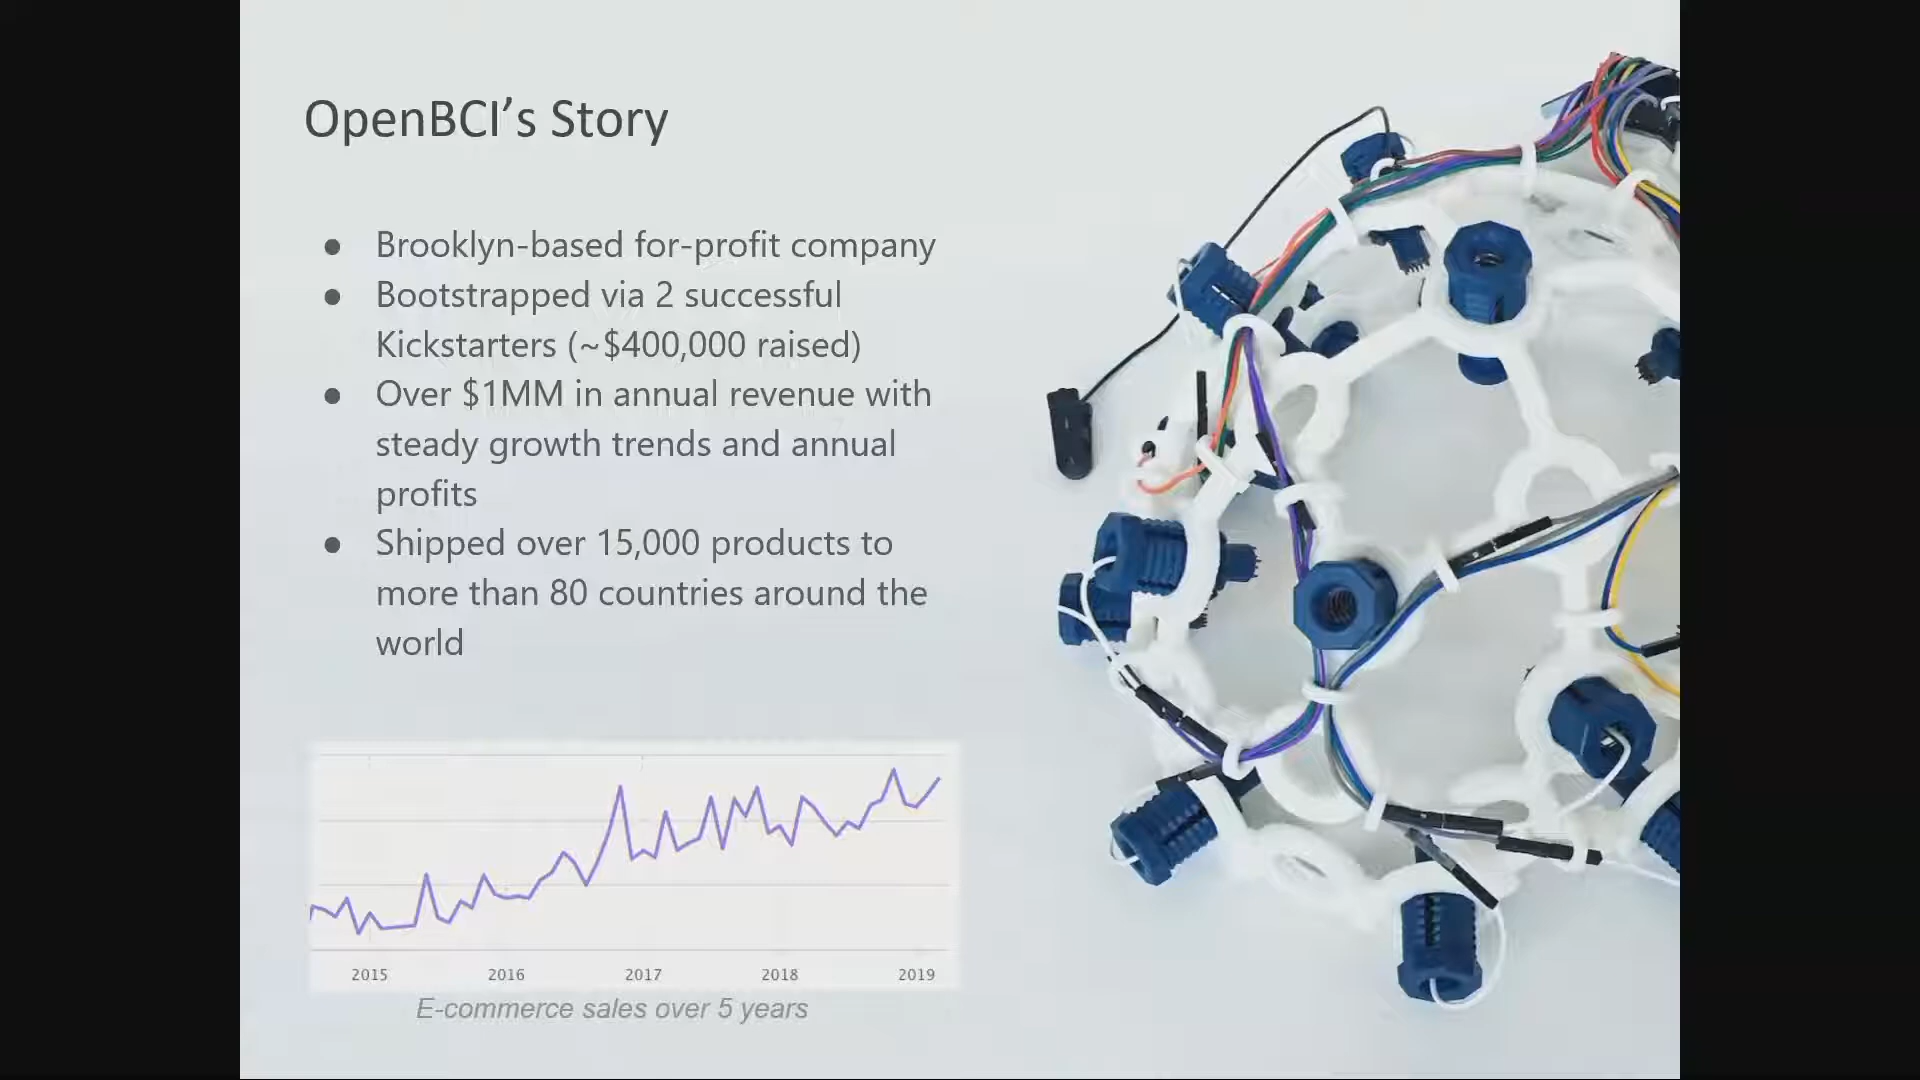 OpenBCI’s Story
● Brooklyn-based for-profit company
● Bootstrapped via 2 successful
Kickstarters (~$400,000 raised)
● Over $1MM in annual revenue with
steady growth trends and annual
profits
● Shipped over 15,000 products to
more than 80 countries around the
world
2015 2016 2017 2018 2019
E-commerce sales over 5 years